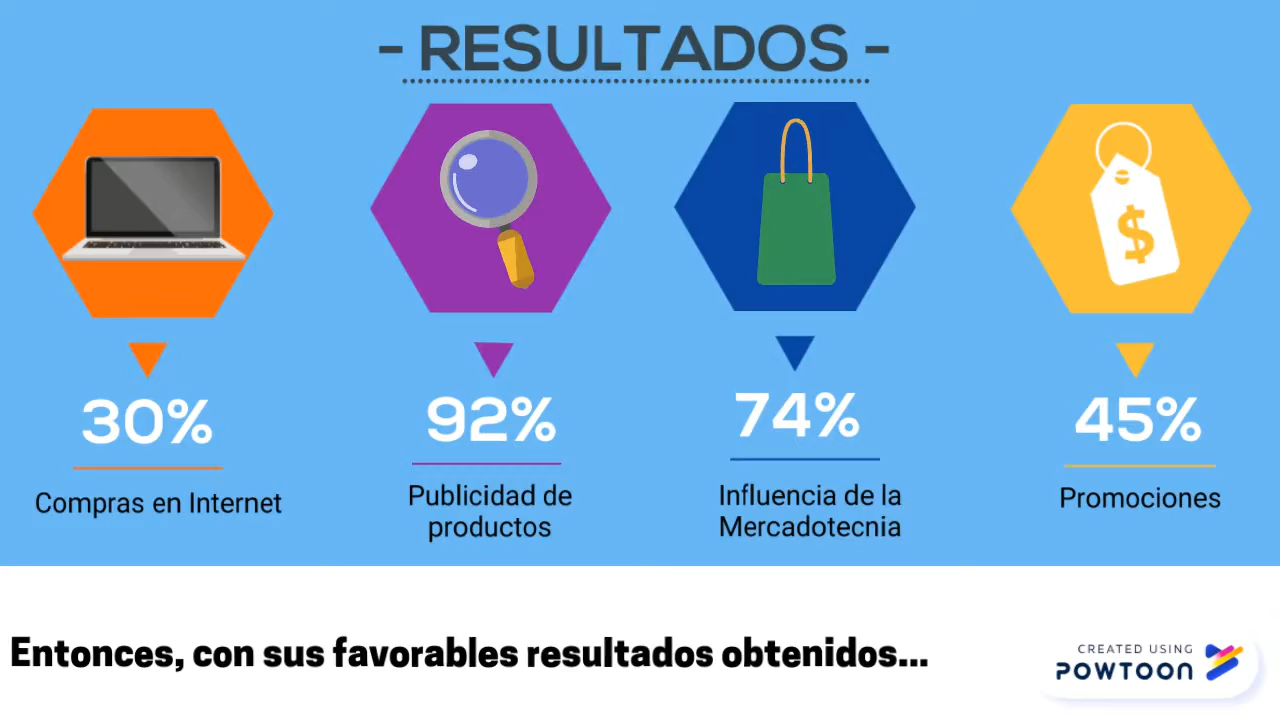 - RESULTADOS -
$
30%
Compras en Internet
92%
Publicidad de
productos
74%
Influencia de la
Mercadotecnia
45%
Promociones
Entonces, con sus favorables resultados obtenidos...
CREATED USING
POWTOON